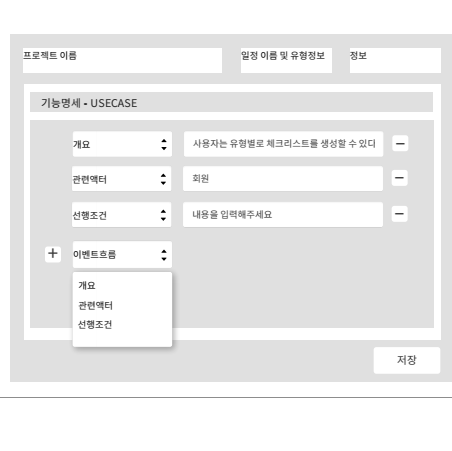 프로젝트 이름
일정 이름 및 유형정보
정보
기능명세 - USECASE
개요
사용자는 유형별로 체크리스트를 생성할 수 있다
관련액터
회원
선행조건
내용을 입력해주세요
이벤트흐름
개요
관련액터
선행조건
저장